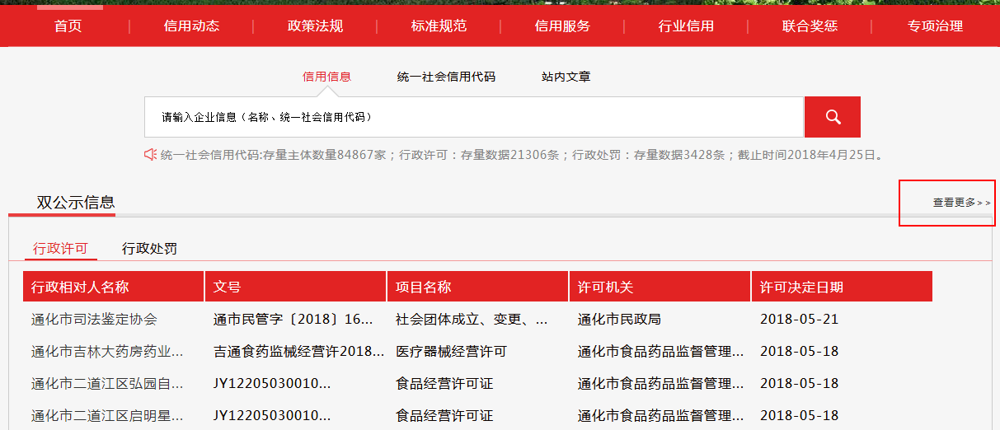 首页 信用动态 政策法规 标准规范 信用服务 行业信用 联合奖惩 专项治理
信用信息 统一社会信用代码 站内文章
请输入企业信息（名称、统一社会信用代码）
统一社会信用代码:存量主体数量84867家；行政许可：存量数据21306条；行政处罚：存量数据3428条；截止时间2018年4月25日。
双公示信息 查看更多>>
行政许可 行政处罚
行政相对人名称 文号 项目名称 许可机关 许可决定日期
通化市司法鉴定协会 通市民管字〔2018〕16... 社会团体成立、变更、... 通化市民政局 2018-05-21
通化市吉林大药房药业... 吉通食药监械经营许2018... 医疗器械经营许可 通化市食品药品监督管理... 2018-05-18
通化市二道江区弘园自... JY12205030010... 食品经营许可证 通化市食品药品监督管理... 2018-05-18
通化市二道江区启明星... JY12205030010... 食品经营许可证 通化市食品药品监督管理... 2018-05-18